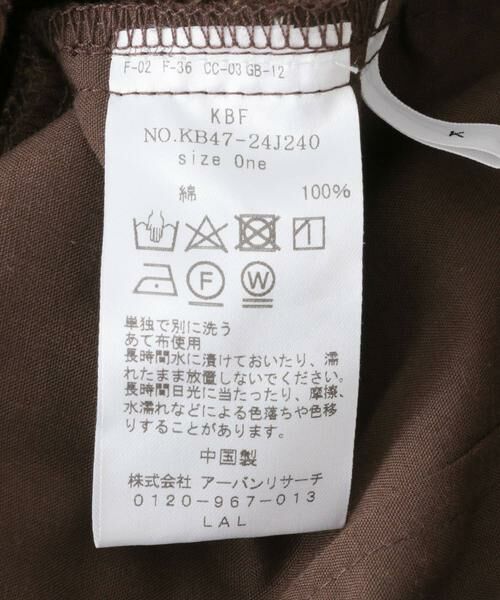 F-02 F-36 CC-03 GB-12
KBF
NO.KB47-24J240
size One
綿 100%
F W
単独で別に洗う
あて布使用
長時間水に漬けておいたり、濡
れたまま放置しないでください。
長時間日光に当たったり、摩擦、
水濡れなどによる色落ちや色移
りすることがあります。
中国製
株式会社 アーバンリサーチ
0120-967-013
LAL
K